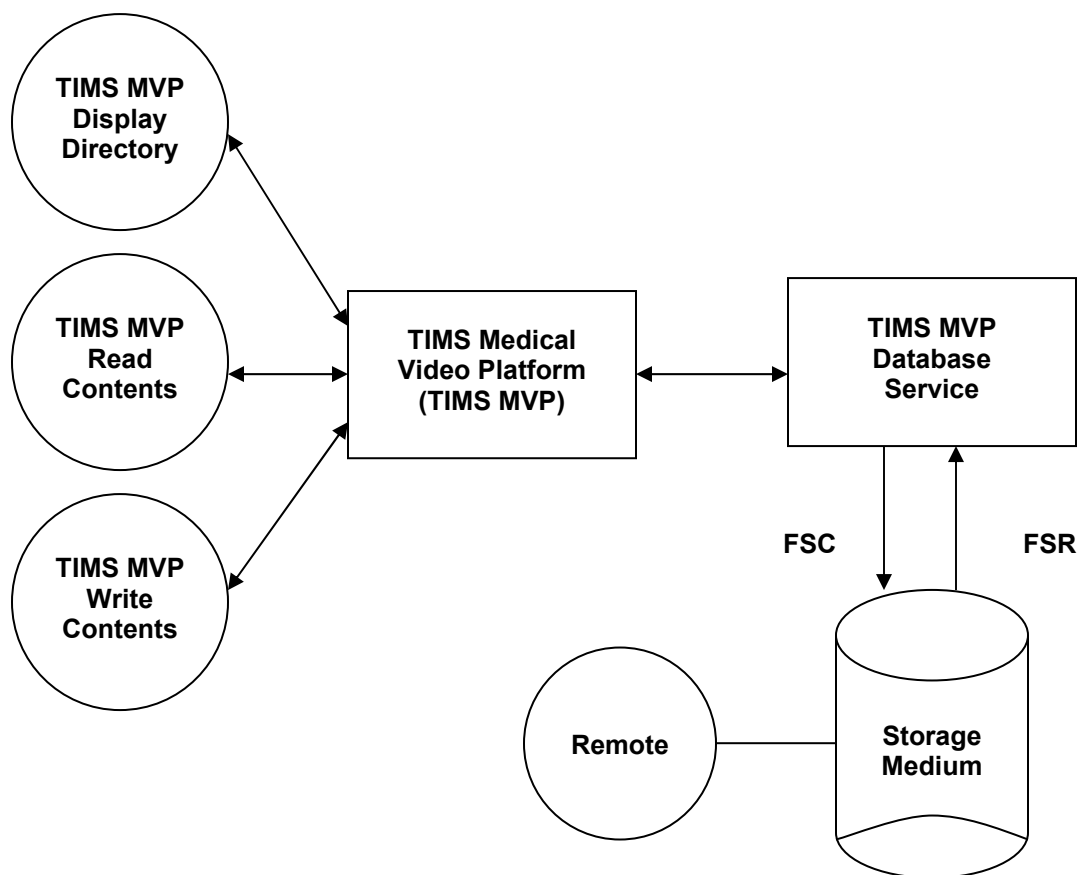 TIMS MVP
Display
Directory
TIMS MVP
Read
Contents
TIMS Medical
Video Platform
(TIMS MVP)
TIMS MVP
Database
Service
TIMS MVP
Write
Contents
FSC
FSR
Remote
Storage
Medium